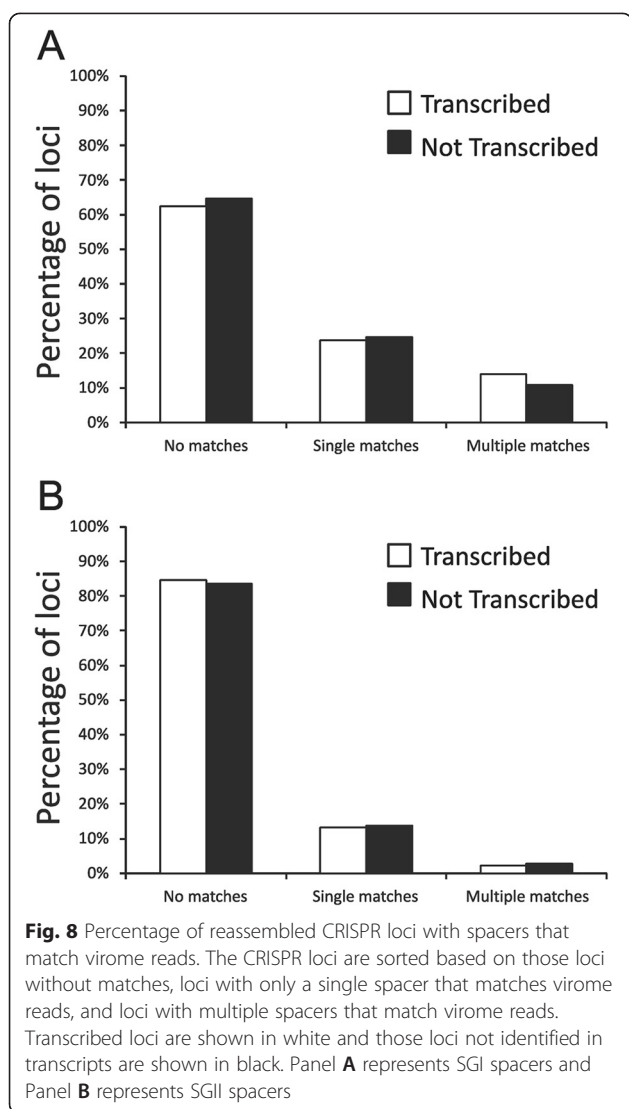 A
100%
90%
80%
70%
60%
50%
40%
30%
20%
10%
0%
Percentage of loci
Transcribed
Not Transcribed
No matches Single matches Multiple matches
B
100%
90%
80%
70%
60%
50%
40%
30%
20%
10%
0%
Percentage of loci
Transcribed
Not Transcribed
No matches Single matches Multiple matches
Fig. 8 Percentage of reassembled CRISPR loci with spacers that
match virome reads. The CRISPR loci are sorted based on those loci
without matches, loci with only a single spacer that matches virome
reads, and loci with multiple spacers that match virome reads.
Transcribed loci are shown in white and those loci not identified in
transcripts are shown in black. Panel A represents SGI spacers and
Panel B represents SGII spacers